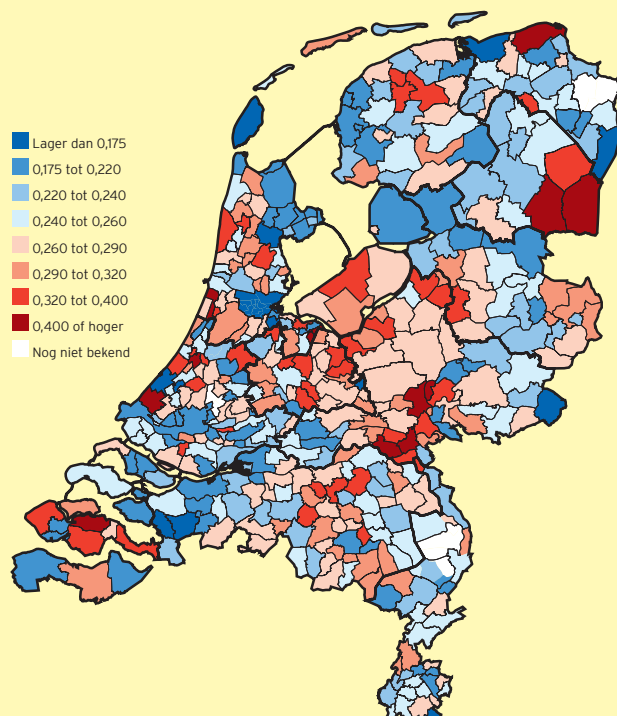 Lager dan 0,175
0,175 tot 0,220
0,220 tot 0,240
0,240 tot 0,260
0,260 tot 0,290
0,290 tot 0,320
0,320 tot 0,400
0,400 of hoger
Nog niet bekend